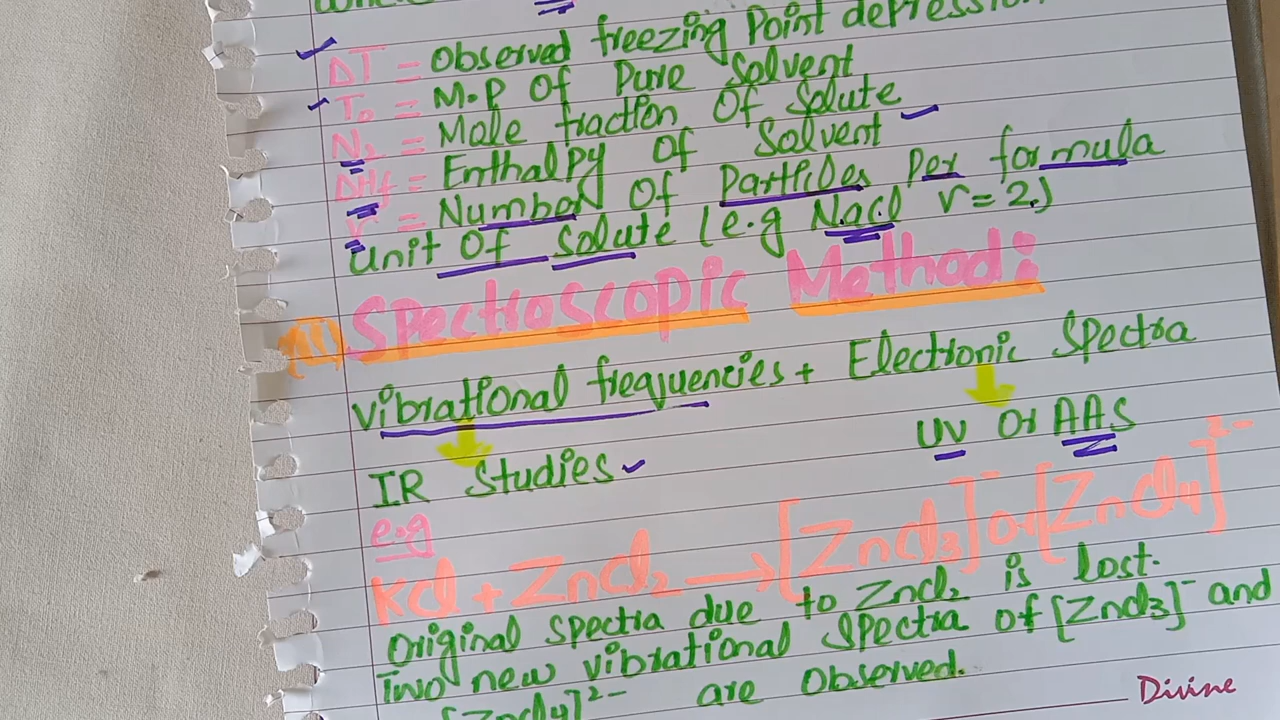 ΔT = Observed freezing Point depression
T₀ = M.P Of Pure Solvent
N₂ = Mole fraction Of Solute
ΔHf = Enthalpy of Solvent
r = Number Of Particles Per formula
unit Of Solute (e.g NaCl r = 2.)
(ii) Spectroscopic Method:
Vibrational frequencies + Electronic Spectra
IR Studies UV Or AAS
e.g
KCl + ZnCl₂ → [ZnCl₃]⁻ Or [ZnCl₄]²⁻
Original Spectra due to ZnCl₂ is lost.
Two new vibrational Spectra of [ZnCl₃]⁻ and
[ZnCl₄]²⁻ are Observed.
Divine